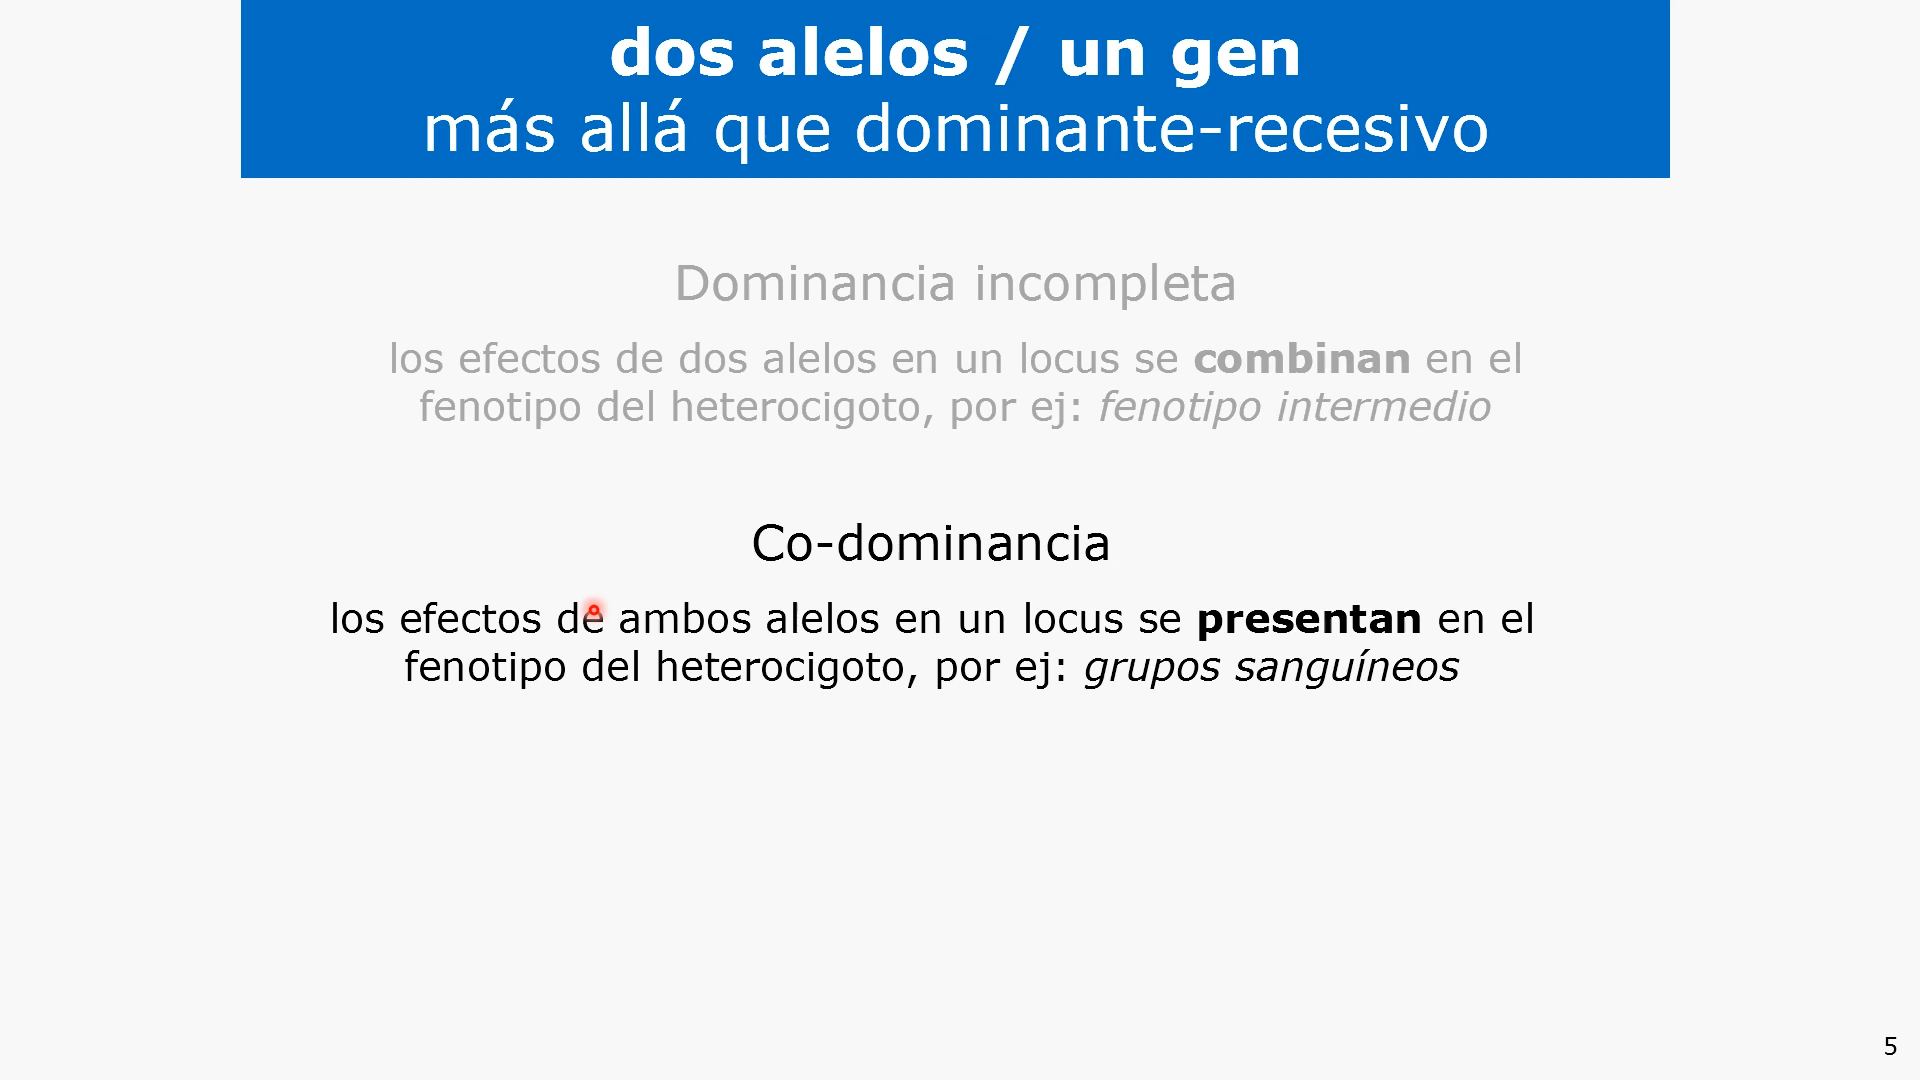 dos alelos / un gen
más allá que dominante-recesivo
Dominancia incompleta
los efectos de dos alelos en un locus se combinan en el
fenotipo del heterocigoto, por ej: fenotipo intermedio
Co-dominancia
los efectos de ambos alelos en un locus se presentan en el
fenotipo del heterocigoto, por ej: grupos sanguíneos
5